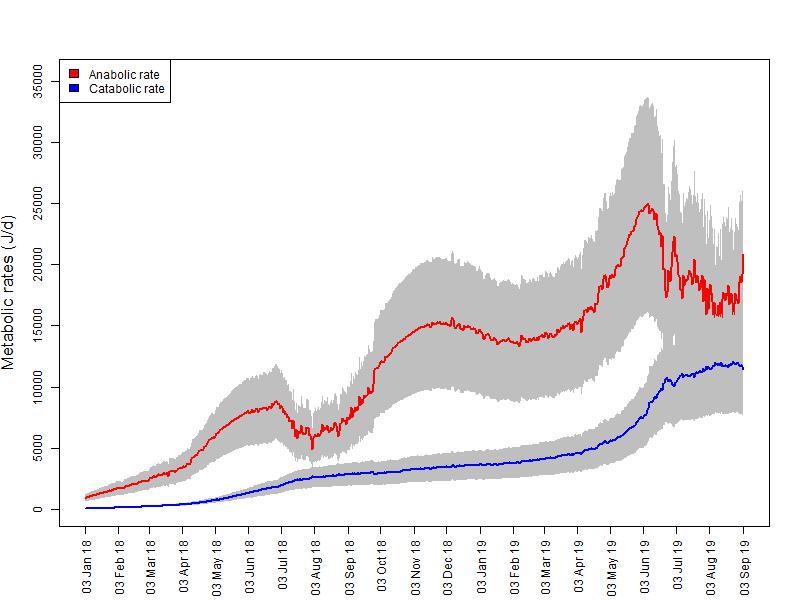 Anabolic rate
Catabolic rate
Metabolic rates (J/d)
35000
30000
25000
20000
15000
10000
5000
0
03 Jan 18
03 Feb 18
03 Mar 18
03 Apr 18
03 May 18
03 Jun 18
03 Jul 18
03 Aug 18
03 Sep 18
03 Oct 18
03 Nov 18
03 Dec 18
03 Jan 19
03 Feb 19
03 Mar 19
03 Apr 19
03 May 19
03 Jun 19
03 Jul 19
03 Aug 19
03 Sep 19